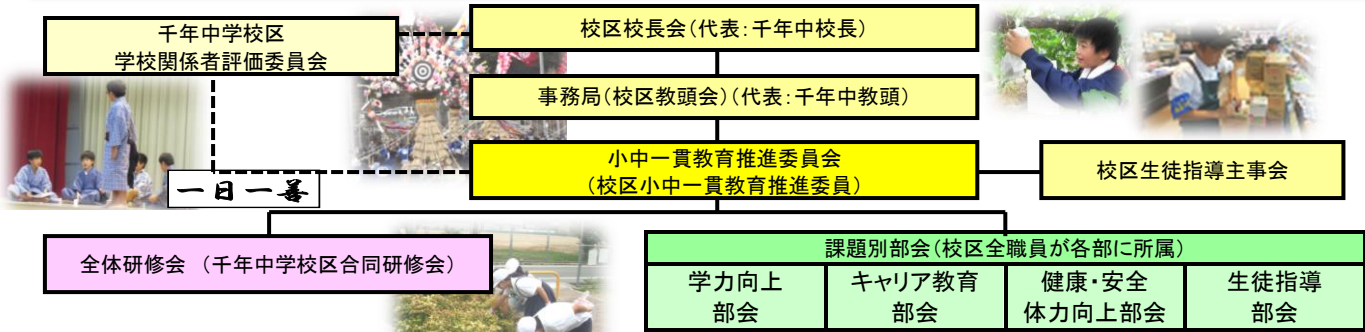 千年中学校区
学校関係者評価委員会
校区校長会(代表:千年中校長)
事務局(校区教頭会)(代表:千年中教頭)
小中一貫教育推進委員会
(校区小中一貫教育推進委員)
校区生徒指導主事会
一日一善
全体研修会 (千年中学校区合同研修会)
課題別部会(校区全職員が各部に所属)
学力向上
部会
キャリア教育
部会
健康・安全
体力向上部会
生徒指導
部会